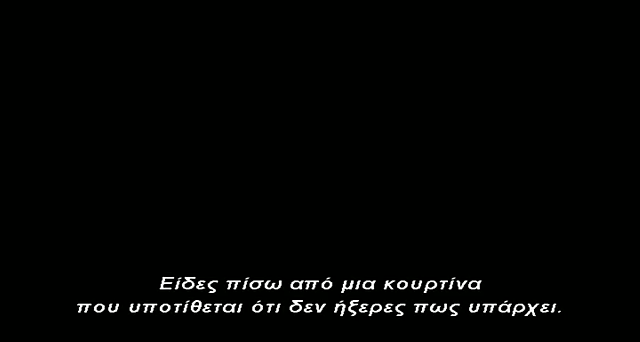 Είδες πίσω από μια κουρτίνα
που υποτίθεται ότι δεν ήξερες πως υπάρχει.